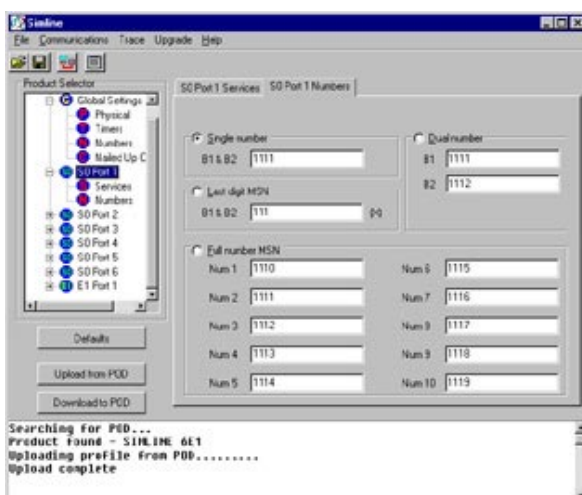 Simline
File Communications Trace Upgrade Help
Product Selector
Global Settings
Physical
Timers
Numbers
Nailed Up C
S0 Port 1
Services
Numbers
S0 Port 2
S0 Port 3
S0 Port 4
S0 Port 5
S0 Port 6
E1 Port 1
Defaults
Upload from POD
Download to POD
S0 Port 1 Services S0 Port 1 Numbers
Single number
B1 & B2 1111
Dual number
B1 1111
B2 1112
Last digit MSN
B1 & B2 111
Full number MSN
Num 1 1110 Num 6 1115
Num 2 1111 Num 7 1116
Num 3 1112 Num 8 1117
Num 4 1113 Num 9 1118
Num 5 1114 Num 10 1119
Searching for POD...
Product found - SIMLINE 6E1
Uploading profile from POD.........
Upload complete